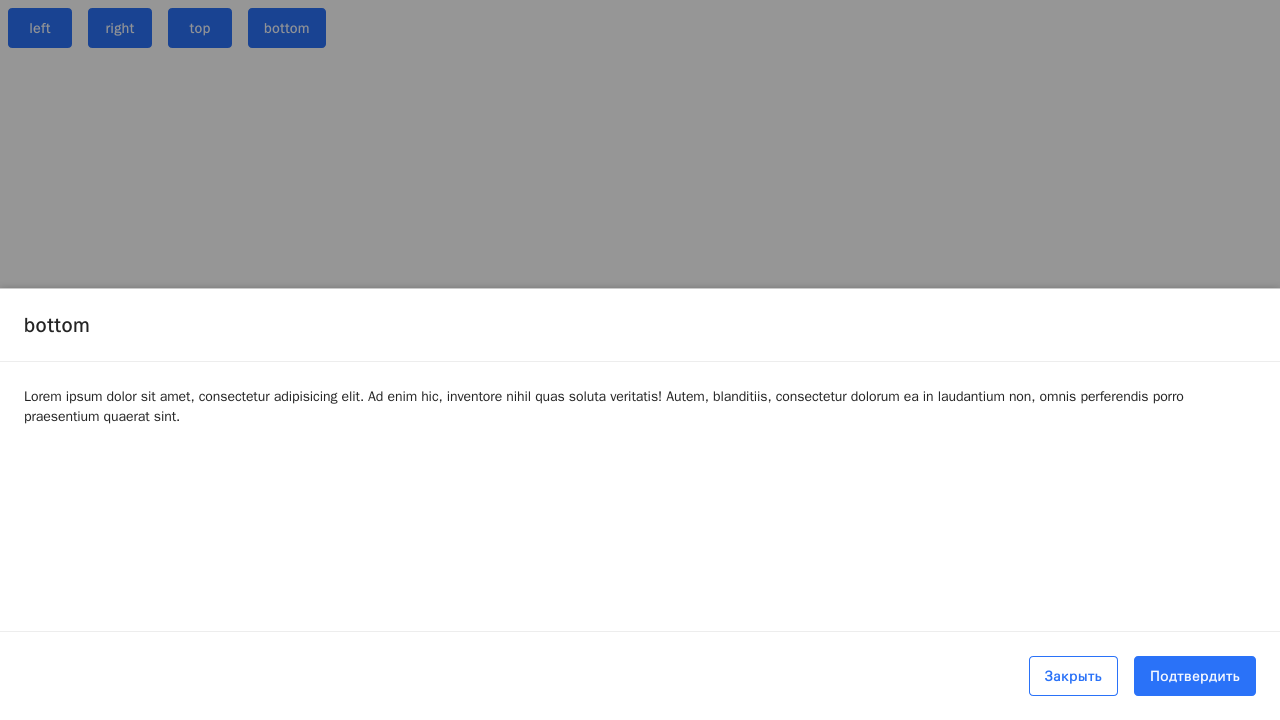 left
right
top
bottom
bottom
Lorem ipsum dolor sit amet, consectetur adipisicing elit. Ad enim hic, inventore nihil quas soluta veritatis! Autem, blanditiis, consectetur dolorum ea in laudantium non, omnis perferendis porro
praesentium quaerat sint.
Закрыть
Подтвердить